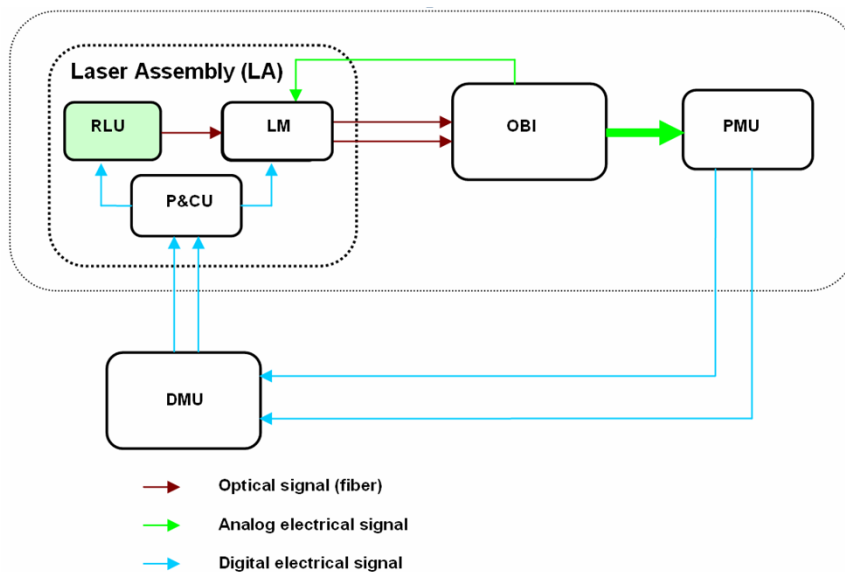 Laser Assembly (LA)
RLU
LM
OBI
PMU
P&CU
DMU
Optical signal (fiber)
Analog electrical signal
Digital electrical signal